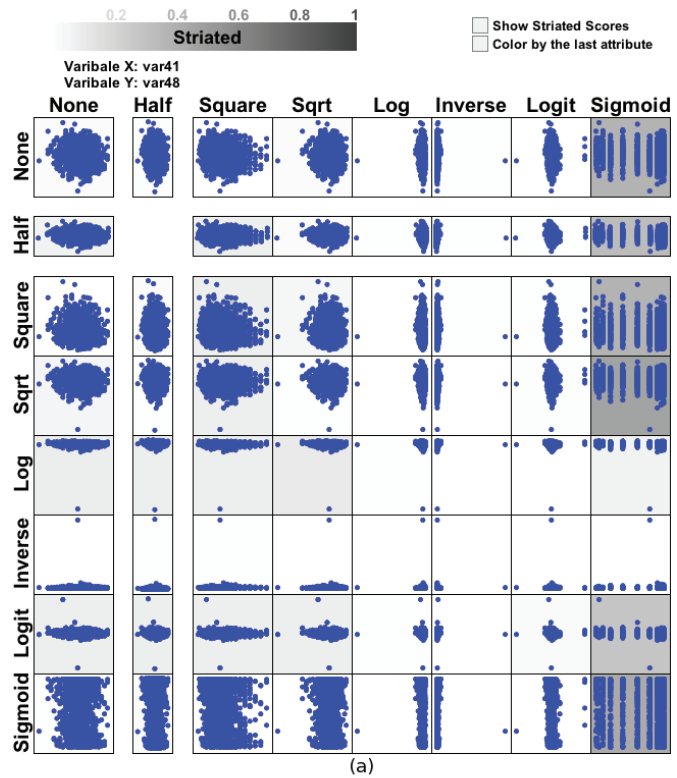 0.2 0.4 0.6 0.8 1
Striated
Show Striated Scores
Color by the last attribute
Varibale X: var41
Varibale Y: var48
None Half Square Sqrt Log Inverse Logit Sigmoid
None
Half
Square
Sqrt
Log
Inverse
Logit
Sigmoid
(a)